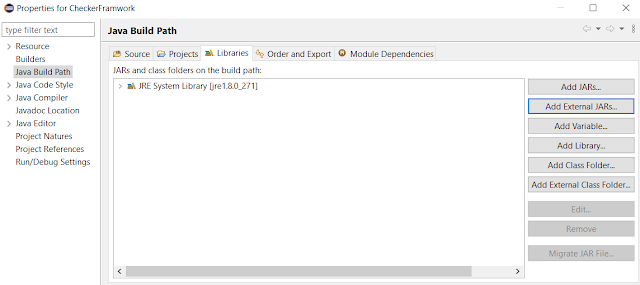 Properties for CheckerFramwork
type filter text
Resource
Builders
Java Build Path
Java Code Style
Java Compiler
Javadoc Location
Java Editor
Project Natures
Project References
Run/Debug Settings
Java Build Path
Source Projects Libraries Order and Export Module Dependencies
JARs and class folders on the build path:
JRE System Library [jre1.8.0_271]
Add JARs...
Add External JARs...
Add Variable...
Add Library...
Add Class Folder...
Add External Class Folder...
Edit...
Remove
Migrate JAR File...